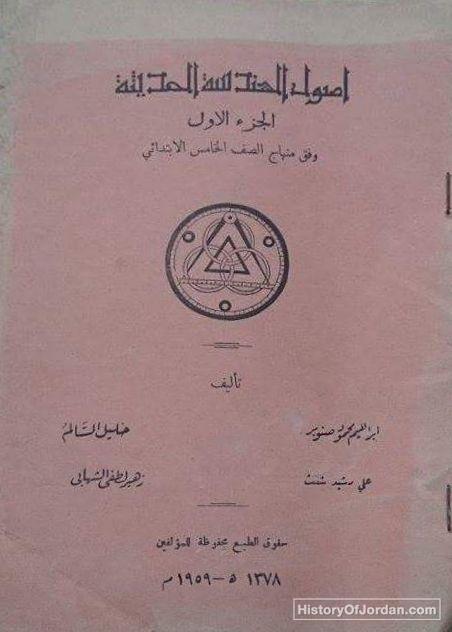 اصول الهندسة الحديثة
الجزء الاول
وفق منهاج الصف الخامس الابتدائي
تأليف
ابراهيم محمود صنوبر
خليل السالم
علي رشيد شعث
زهير لطفي الشهابي
حقوق الطبع محفوظة للمؤلفين
١٣٧٨ هـ - ١٩٥٩ م
HistoryOfJordan.com